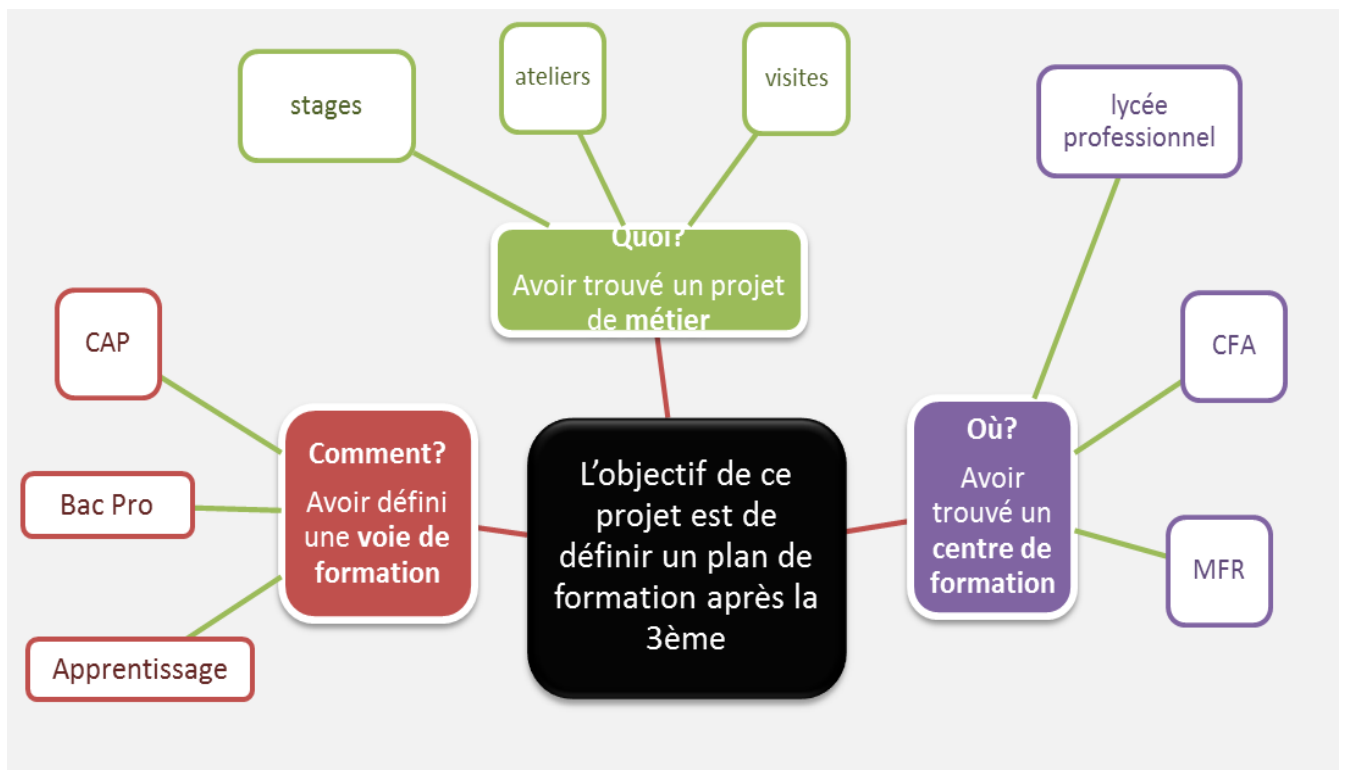 stages
ateliers
visites
lycée
professionnel
Quoi?
Avoir trouvé un projet
de métier
CAP
Bac Pro
Apprentissage
Comment?
Avoir défini
une voie de
formation
L’objectif de ce
projet est de
définir un plan de
formation après la
3ème
Où?
Avoir
trouvé un
centre de
formation
CFA
MFR